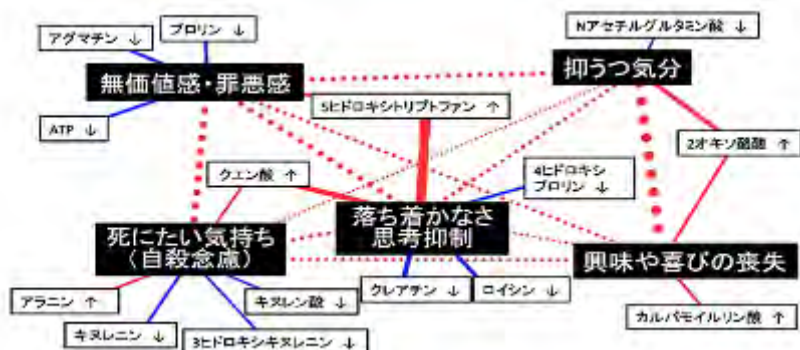 アグマチン ↓
プロリン ↓
Nアセチルグルタミン酸 ↓
無価値感・罪悪感
抑うつ気分
5ヒドロキシトリプトファン ↑
ATP ↓
2オキソ酪酸 ↑
クエン酸 ↑
4ヒドロキシ
プロリン ↓
落ち着かなさ
思考抑制
死にたい気持ち
(自殺念慮)
興味や喜びの喪失
アラニン ↑
キヌレン酸 ↓
クレアチン ↓
ロイシン ↓
カルバモイルリン酸 ↑
キヌレニン ↓
3ヒドロキシキヌレニン ↓